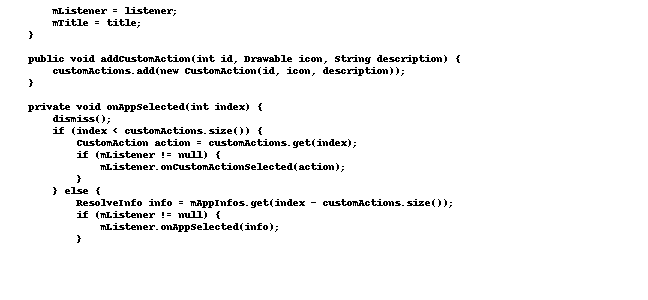 mListener = listener;
mTitle = title;
}
public void addCustomAction(int id, Drawable icon, String description) {
customActions.add(new CustomAction(id, icon, description));
}
private void onAppSelected(int index) {
dismiss();
if (index < customActions.size()) {
CustomAction action = customActions.get(index);
if (mListener != null) {
mListener.onCustomActionSelected(action);
}
} else {
ResolveInfo info = mAppInfos.get(index - customActions.size());
if (mListener != null) {
mListener.onAppSelected(info);
}